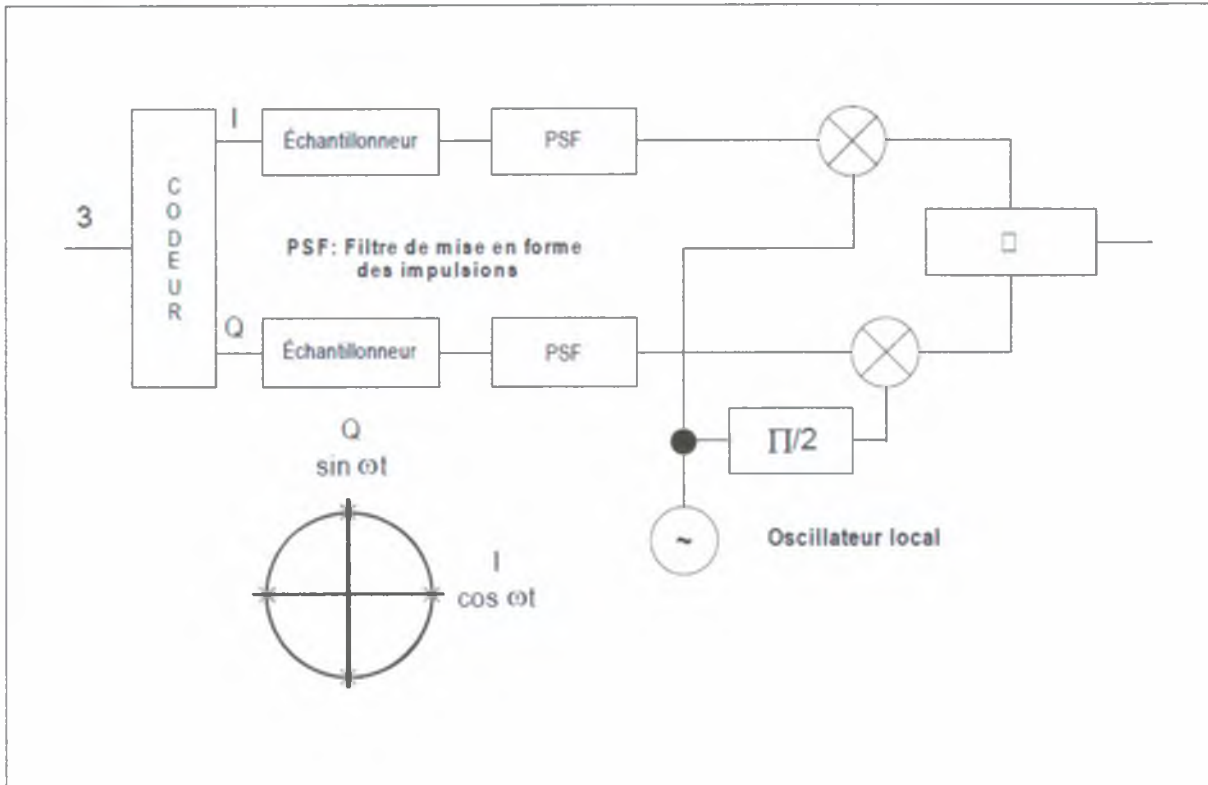 I
Échantillonneur
PSF
CODEUR
3
PSF: Filtre de mise en forme
des impulsions
Q
Échantillonneur
PSF
Π/2
Q
sin ωt
~
Oscillateur local
I
cos ωt